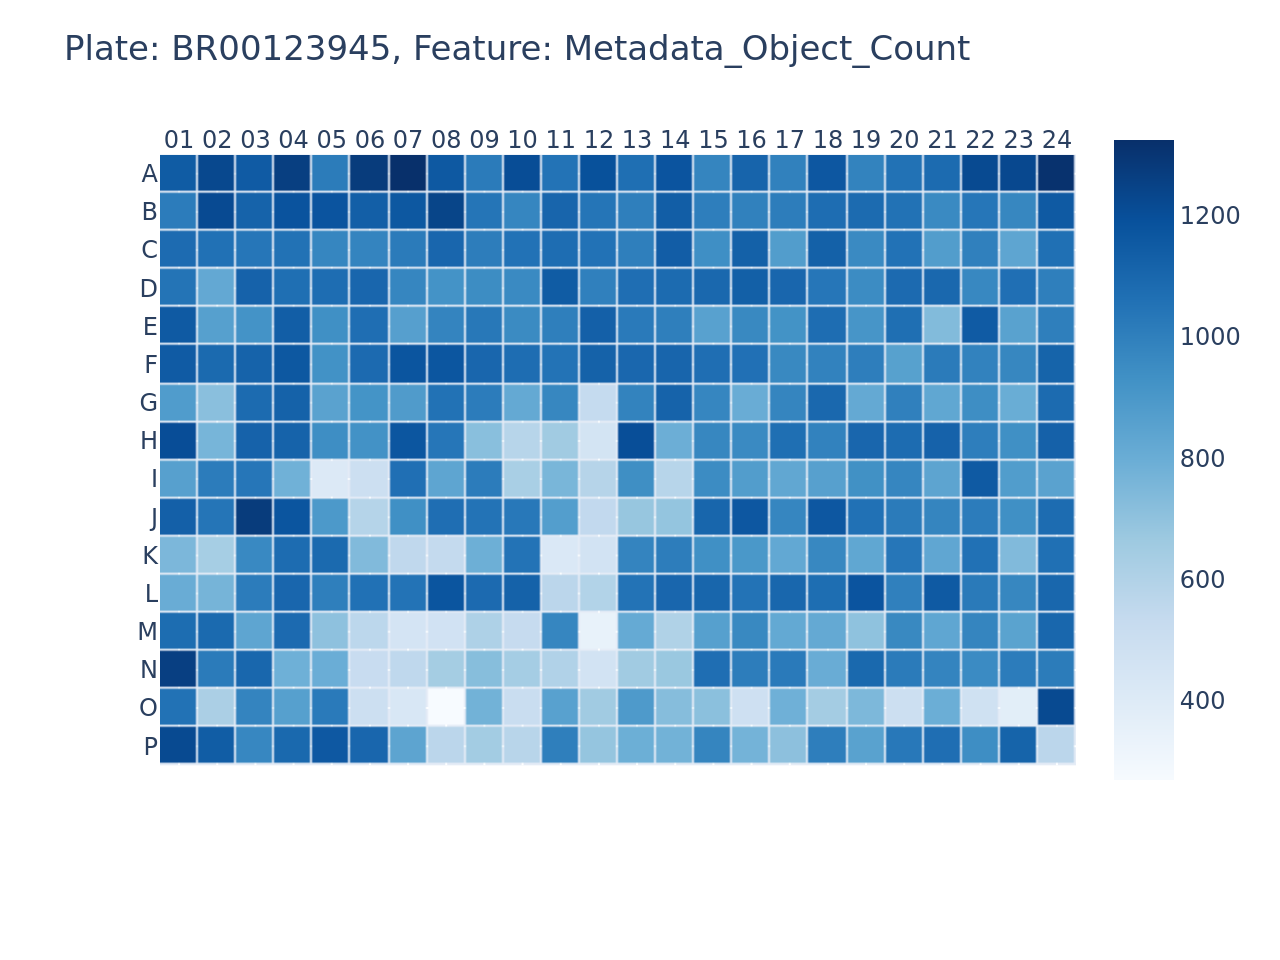 Plate: BR00123945, Feature: Metadata_Object_Count
01 02 03 04 05 06 07 08 09 10 11 12 13 14 15 16 17 18 19 20 21 22 23 24
A
B
C
D
E
F
G
H
I
J
K
L
M
N
O
P
1200
1000
800
600
400